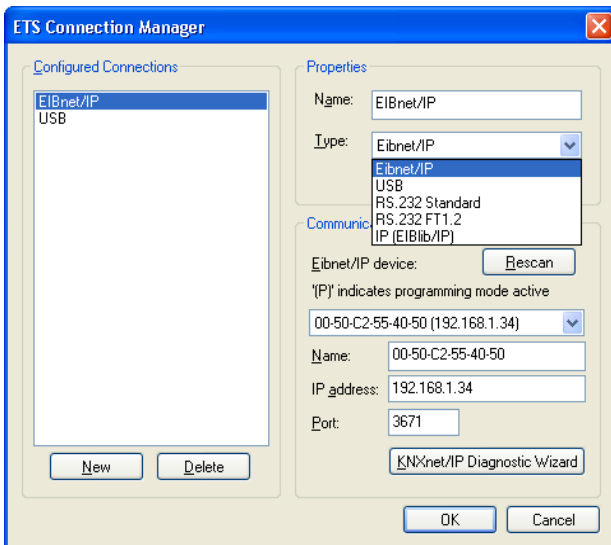 ETS Connection Manager
Configured Connections
EIBnet/IP
USB
New
Delete
Properties
Name:
EIBnet/IP
Type:
Eibnet/IP
Eibnet/IP
USB
RS.232 Standard
RS.232 FT1.2
IP (EIBlib/IP)
Eibnet/IP device:
Rescan
'(P)' indicates programming mode active
00-50-C2-55-40-50 (192.168.1.34)
Name:
00-50-C2-55-40-50
IP address:
192.168.1.34
Port:
3671
KNXnet/IP Diagnostic Wizard
OK
Cancel